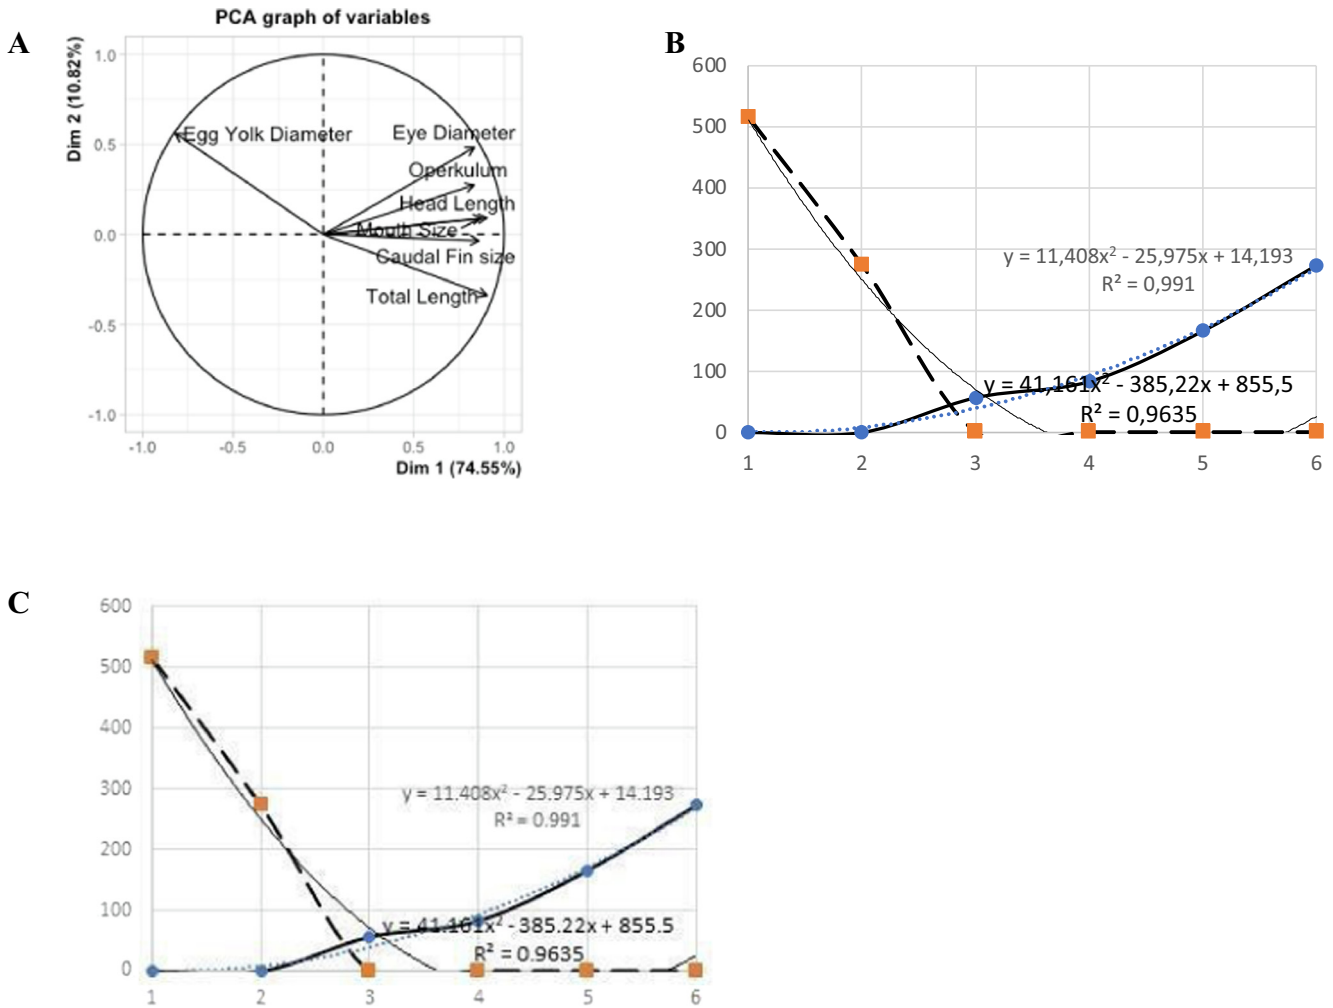 A
PCA graph of variables
Dim 2 (10.82%)
1.0
0.5
0.0
-0.5
-1.0
Egg Yolk Diameter
Eye Diameter
Operkulum
Head Length
Mouth Size
Caudal Fin size
Total Length
-1.0 -0.5 0.0 0.5 1.0
Dim 1 (74.55%)
B
600
500
400
300
200
100
0
y = 11,408x² - 25,975x + 14,193
R² = 0,991
y = 41,161x² - 385,22x + 855,5
R² = 0,9635
1 2 3 4 5 6
C
600
500
400
300
200
100
0
y = 11.408x² - 25.975x + 14.193
R² = 0.991
y = 41.161x² - 385.22x + 855.5
R² = 0.9635
1 2 3 4 5 6